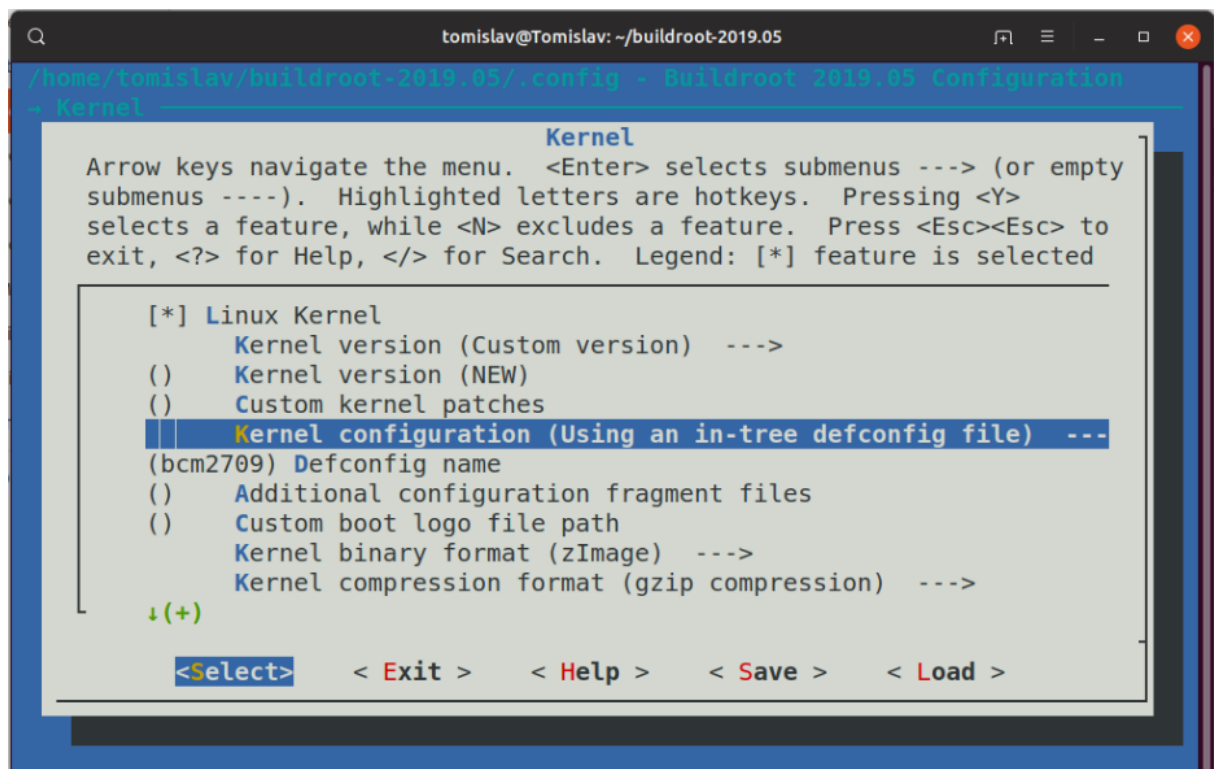 tomislav@Tomislav: ~/buildroot-2019.05
/home/tomislav/buildroot-2019.05/.config - Buildroot 2019.05 Configuration
→ Kernel
Kernel
Arrow keys navigate the menu. <Enter> selects submenus ---> (or empty
submenus ----). Highlighted letters are hotkeys. Pressing <Y>
selects a feature, while <N> excludes a feature. Press <Esc><Esc> to
exit, <?> for Help, </> for Search. Legend: [*] feature is selected
[*] Linux Kernel
Kernel version (Custom version) --->
() Kernel version (NEW)
() Custom kernel patches
Kernel configuration (Using an in-tree defconfig file) ---
(bcm2709) Defconfig name
() Additional configuration fragment files
() Custom boot logo file path
Kernel binary format (zImage) --->
Kernel compression format (gzip compression) --->
↓(+)
<Select> < Exit > < Help > < Save > < Load >